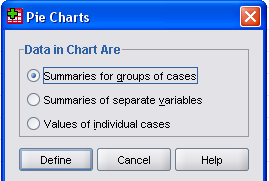 Pie Charts
Data in Chart Are
Summaries for groups of cases
Summaries of separate variables
Values of individual cases
Define Cancel Help